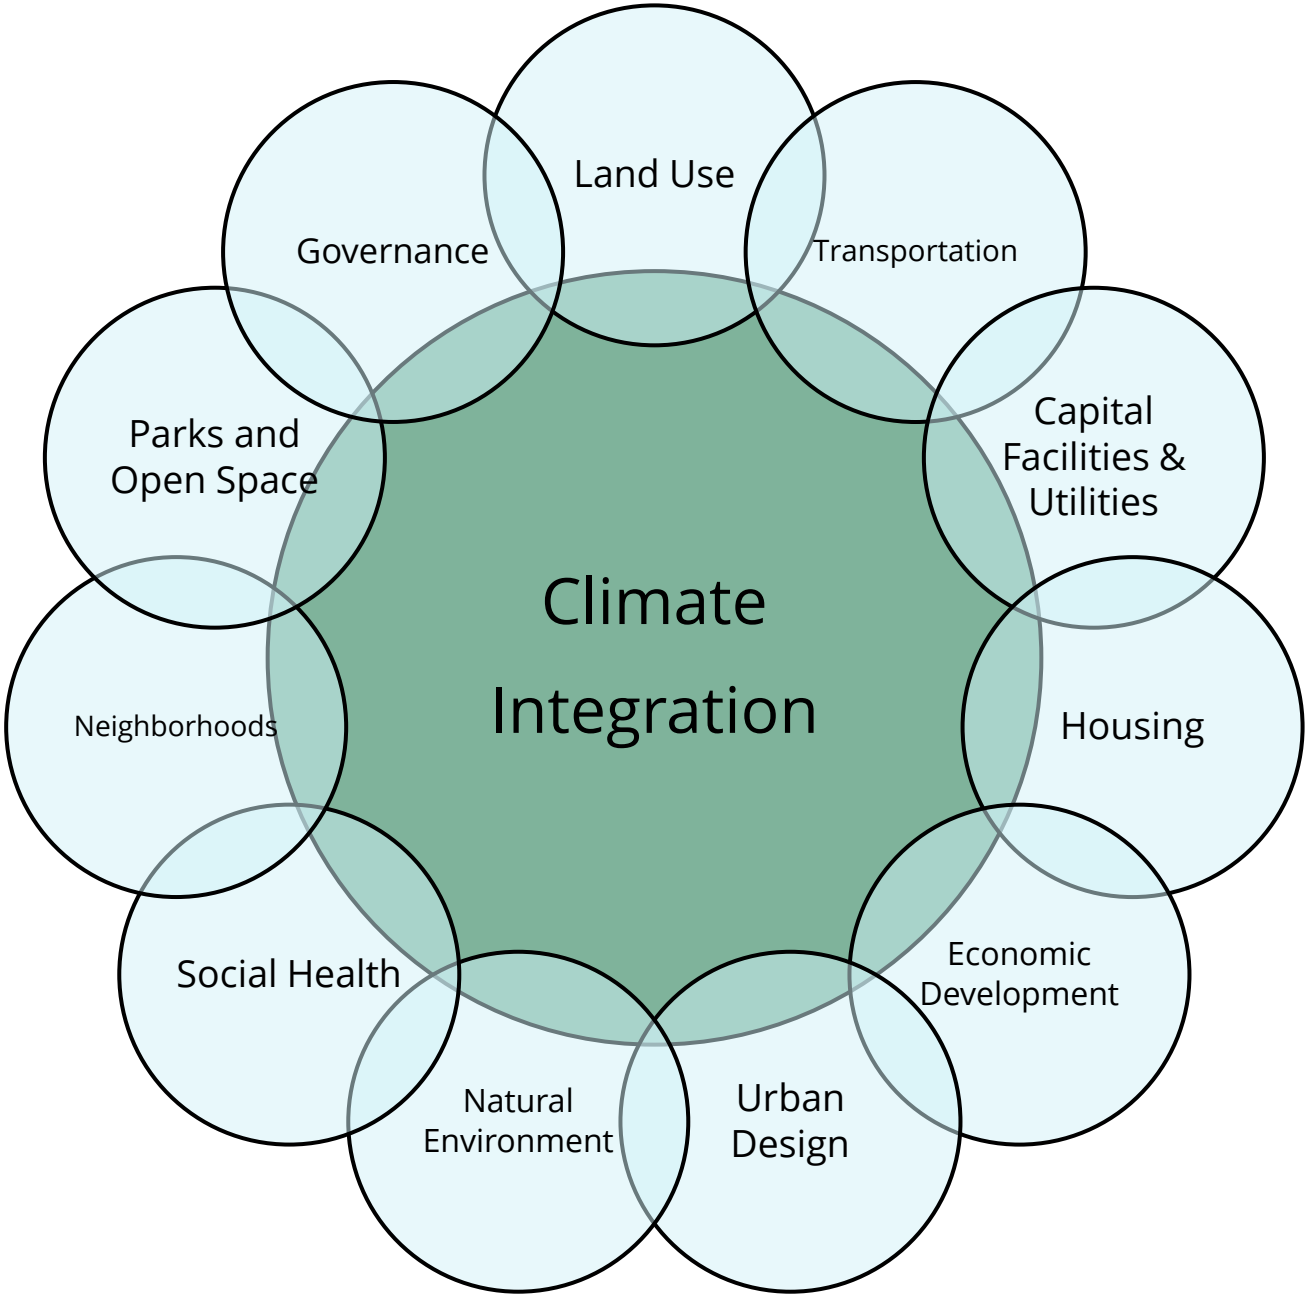 Land Use
Governance
Transportation
Capital
Facilities &
Utilities
Parks and
Open Space
Climate
Integration
Neighborhoods
Housing
Social Health
Economic
Development
Natural
Environment
Urban
Design